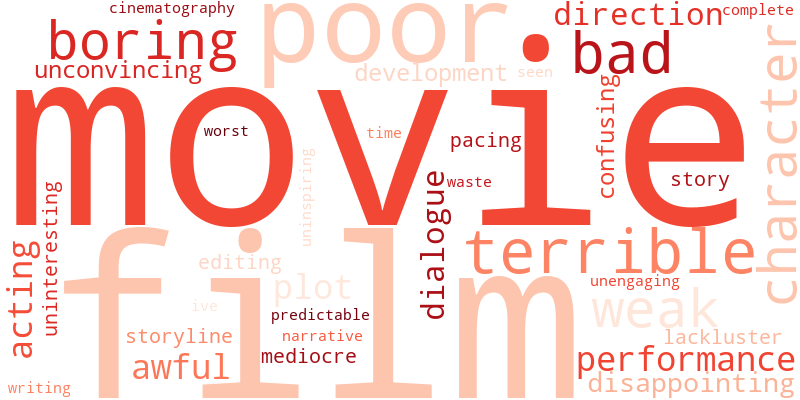 cinematography
poor
direction
complete
boring
bad
unconvincing
development
seen
movie
character
confusing
worst
time
pacing
uninspiring
waste
story
dialogue
uninteresting
acting
film
terrible
editing
plot
unengaging
ive
predictable
weak
storyline
narrative
lackluster
mediocre
performance
awful
writing
disappointing